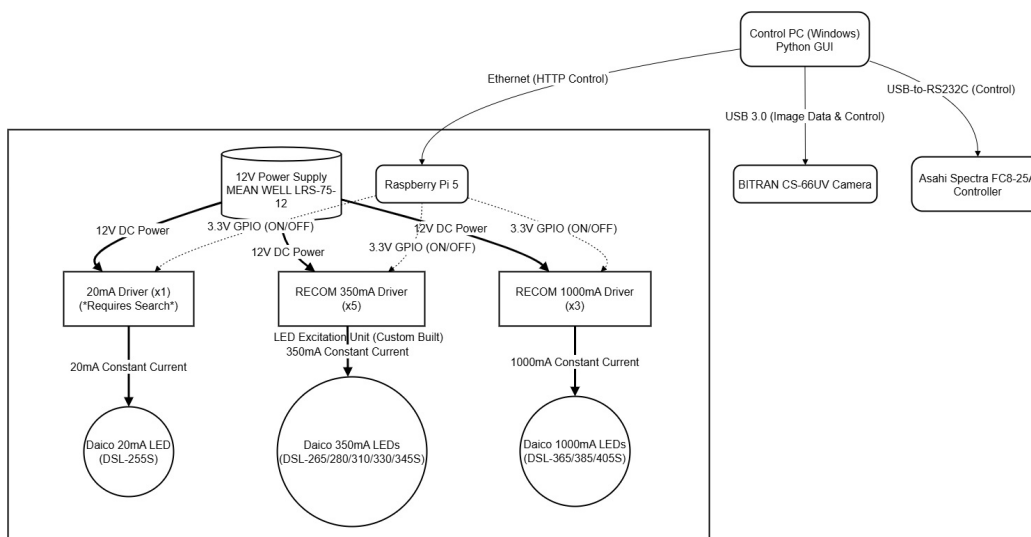 Control PC (Windows)
Python GUI
Ethernet (HTTP Control)
USB-to-RS232C (Control)
USB 3.0 (Image Data & Control)
12V Power Supply
MEAN WELL LRS-75-
12
Raspberry Pi 5
BITRAN CS-66UV Camera
Asahi Spectra FC8-25A
Controller
12V DC Power
3.3V GPIO (ON/OFF)
12V DC Power
3.3V GPIO (ON/OFF)
12V DC Power
3.3V GPIO (ON/OFF)
20mA Driver (x1)
(*Requires Search*)
RECOM 350mA Driver
(x5)
RECOM 1000mA Driver
(x3)
LED Excitation Unit (Custom Built)
20mA Constant Current
350mA Constant Current
1000mA Constant Current
Daico 20mA LED
(DSL-255S)
Daico 350mA LEDs
(DSL-265/280/310/330/345S)
Daico 1000mA LEDs
(DSL-365/385/405S)